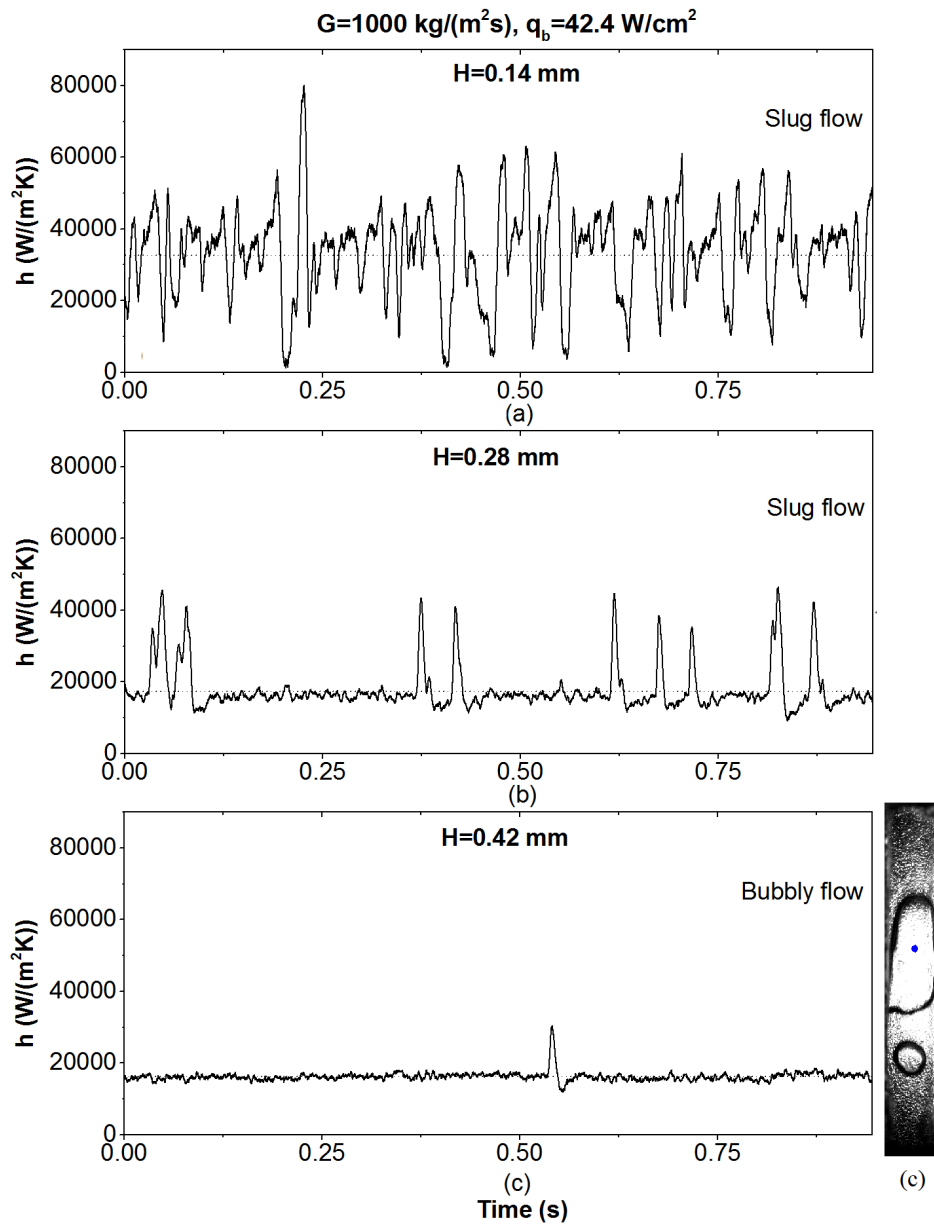 G=1000 kg/(m²s), q_b=42.4 W/cm²
H=0.14 mm
Slug flow
80000
60000
40000
20000
0
h (W/(m²K))
0.00 0.25 0.50 0.75
(a)
H=0.28 mm
Slug flow
80000
60000
40000
20000
0
h (W/(m²K))
0.00 0.25 0.50 0.75
(b)
H=0.42 mm
Bubbly flow
80000
60000
40000
20000
0
h (W/(m²K))
0.00 0.25 0.50 0.75
(c)
Time (s)
(c)